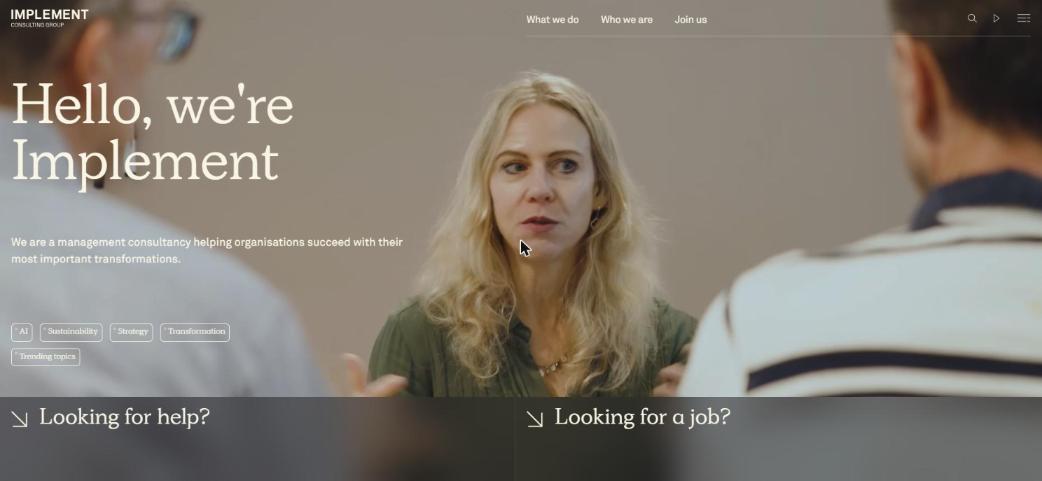 IMPLEMENT
CONSULTING GROUP
What we do Who we are Join us
Hello, we're
Implement
We are a management consultancy helping organisations succeed with their
most important transformations.
AI Sustainability Strategy Transformation
Trending topics
Looking for help? Looking for a job?